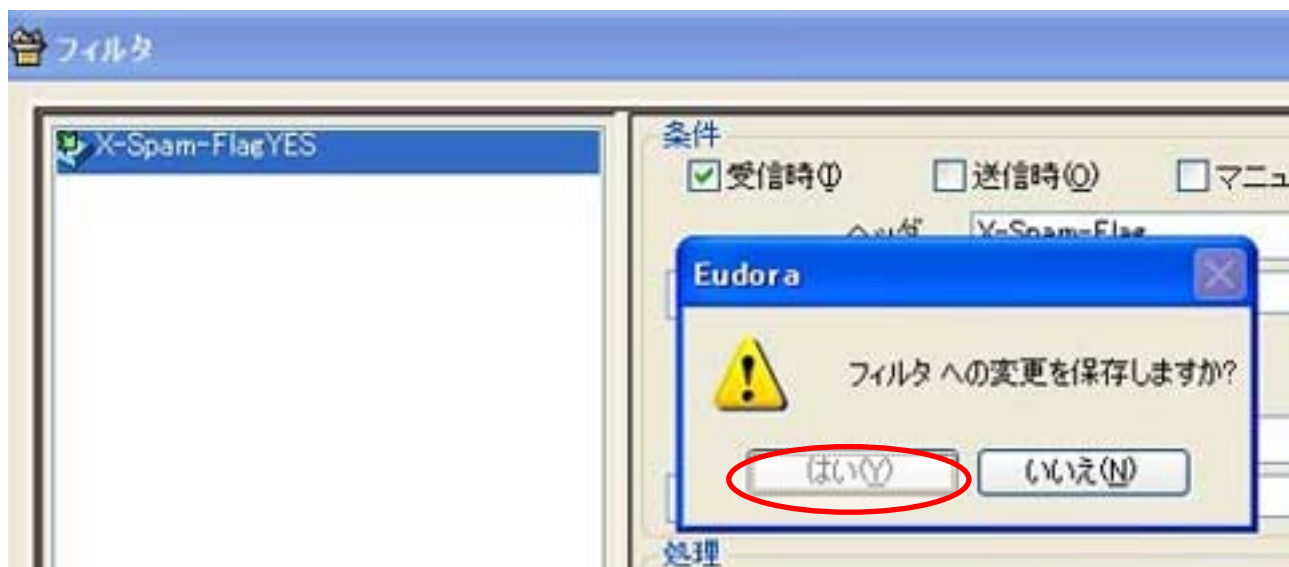 フィルタ
X-Spam-FlagYES
条件
受信時(I) 送信時(O) マニュ
ヘッダ X-Spam-Flag
Eudora
フィルタ への変更を保存しますか?
はい(Y) いいえ(N)
処理